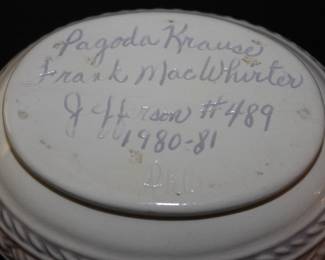 Pagoda Krause
Frank MacWhirter
Jefferson #489
1980-81